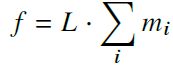 f = L · ∑_i m_i